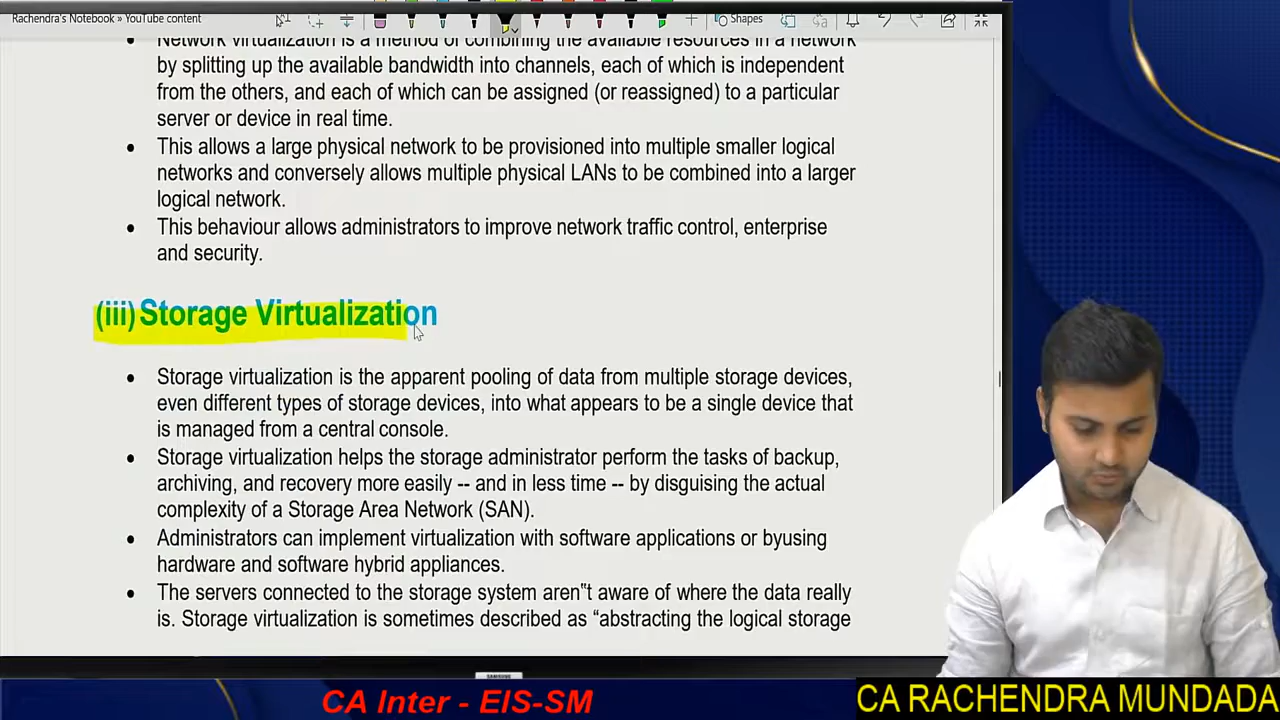 Rachendra's Notebook » YouTube content
Shapes
Network virtualization is a method of combining the available resources in a network
by splitting up the available bandwidth into channels, each of which is independent
from the others, and each of which can be assigned (or reassigned) to a particular
server or device in real time.
• This allows a large physical network to be provisioned into multiple smaller logical
networks and conversely allows multiple physical LANs to be combined into a larger
logical network.
• This behaviour allows administrators to improve network traffic control, enterprise
and security.
(iii) Storage Virtualization
• Storage virtualization is the apparent pooling of data from multiple storage devices,
even different types of storage devices, into what appears to be a single device that
is managed from a central console.
• Storage virtualization helps the storage administrator perform the tasks of backup,
archiving, and recovery more easily -- and in less time -- by disguising the actual
complexity of a Storage Area Network (SAN).
• Administrators can implement virtualization with software applications or byusing
hardware and software hybrid appliances.
• The servers connected to the storage system aren"t aware of where the data really
is. Storage virtualization is sometimes described as “abstracting the logical storage
SAMSUNG
CA Inter - EIS-SM
CA RACHENDRA MUNDADA